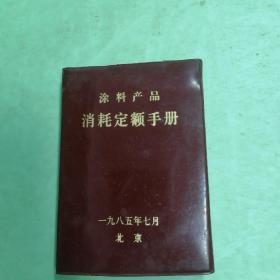 涂料产品
消耗定额手册
一九八五年七月
北京